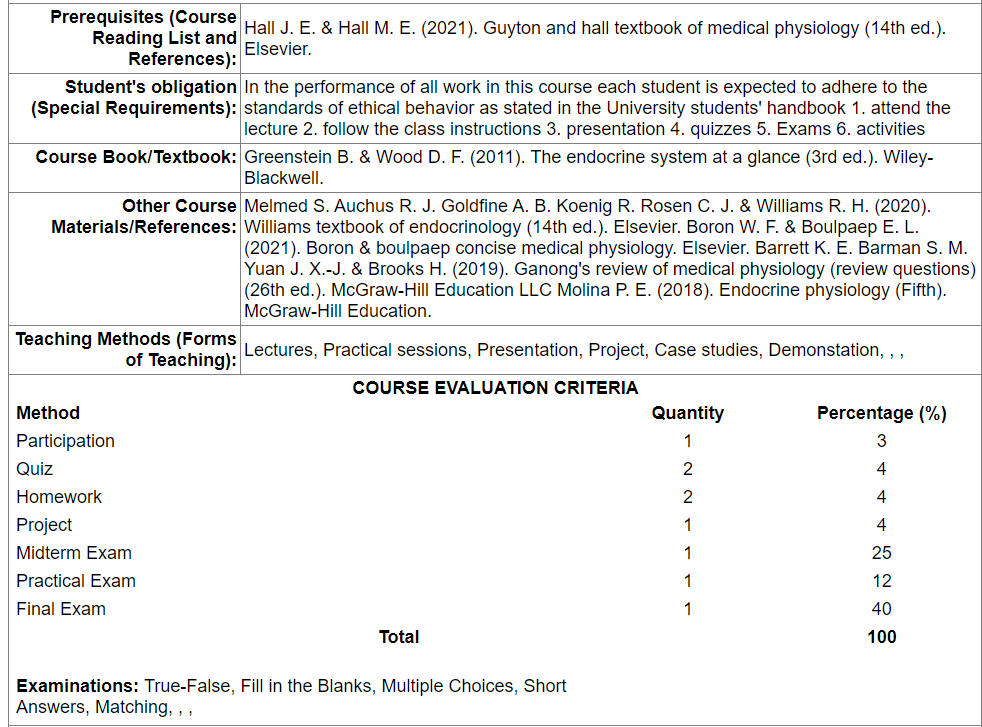 Prerequisites (Course Reading List and References):
Hall J. E. & Hall M. E. (2021). Guyton and hall textbook of medical physiology (14th ed.).
Elsevier.
Student's obligation (Special Requirements):
In the performance of all work in this course each student is expected to adhere to the
standards of ethical behavior as stated in the University students' handbook 1. attend the
lecture 2. follow the class instructions 3. presentation 4. quizzes 5. Exams 6. activities
Course Book/Textbook:
Greenstein B. & Wood D. F. (2011). The endocrine system at a glance (3rd ed.). Wiley-
Blackwell.
Other Course Materials/References:
Melmed S. Auchus R. J. Goldfine A. B. Koenig R. Rosen C. J. & Williams R. H. (2020).
Williams textbook of endocrinology (14th ed.). Elsevier. Boron W. F. & Boulpaep E. L.
(2021). Boron & boulpaep concise medical physiology. Elsevier. Barrett K. E. Barman S. M.
Yuan J. X.-J. & Brooks H. (2019). Ganong's review of medical physiology (review questions)
(26th ed.). McGraw-Hill Education LLC Molina P. E. (2018). Endocrine physiology (Fifth).
McGraw-Hill Education.
Teaching Methods (Forms of Teaching):
Lectures, Practical sessions, Presentation, Project, Case studies, Demonstation, , ,
COURSE EVALUATION CRITERIA
Method Quantity Percentage (%)
Participation 1 3
Quiz 2 4
Homework 2 4
Project 1 4
Midterm Exam 1 25
Practical Exam 1 12
Final Exam 1 40
Total 100
Examinations: True-False, Fill in the Blanks, Multiple Choices, Short
Answers, Matching, , ,